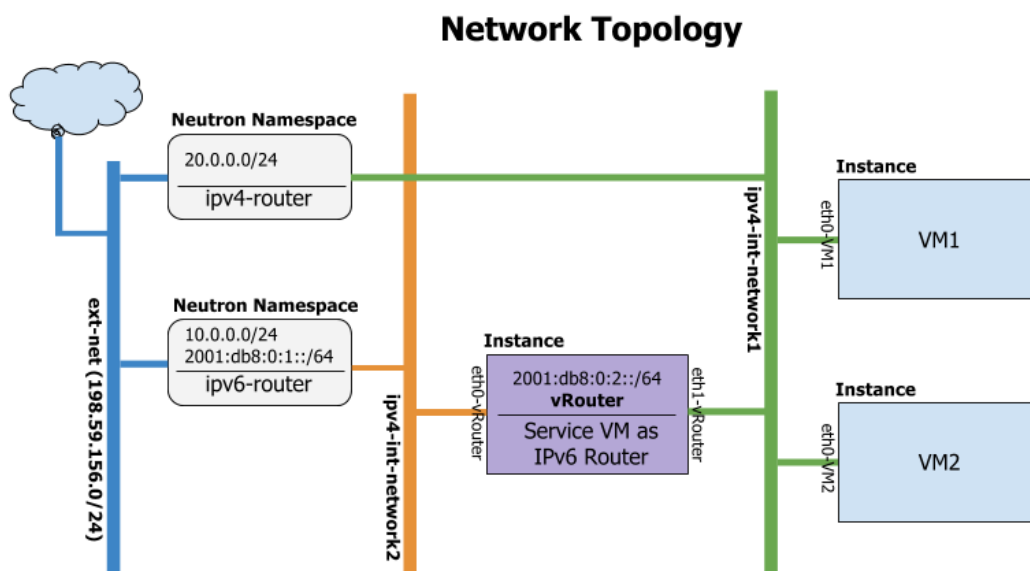 Network Topology
Neutron Namespace
20.0.0.0/24
ipv4-router
Instance
eth0-VM1
VM1
ipv4-int-network1
ext-net (198.59.156.0/24)
Neutron Namespace
10.0.0.0/24
2001:db8:0:1::/64
ipv6-router
ipv4-int-network2
Instance
eth0-vRouter
2001:db8:0:2::/64
vRouter
Service VM as
IPv6 Router
eth1-vRouter
Instance
eth0-VM2
VM2